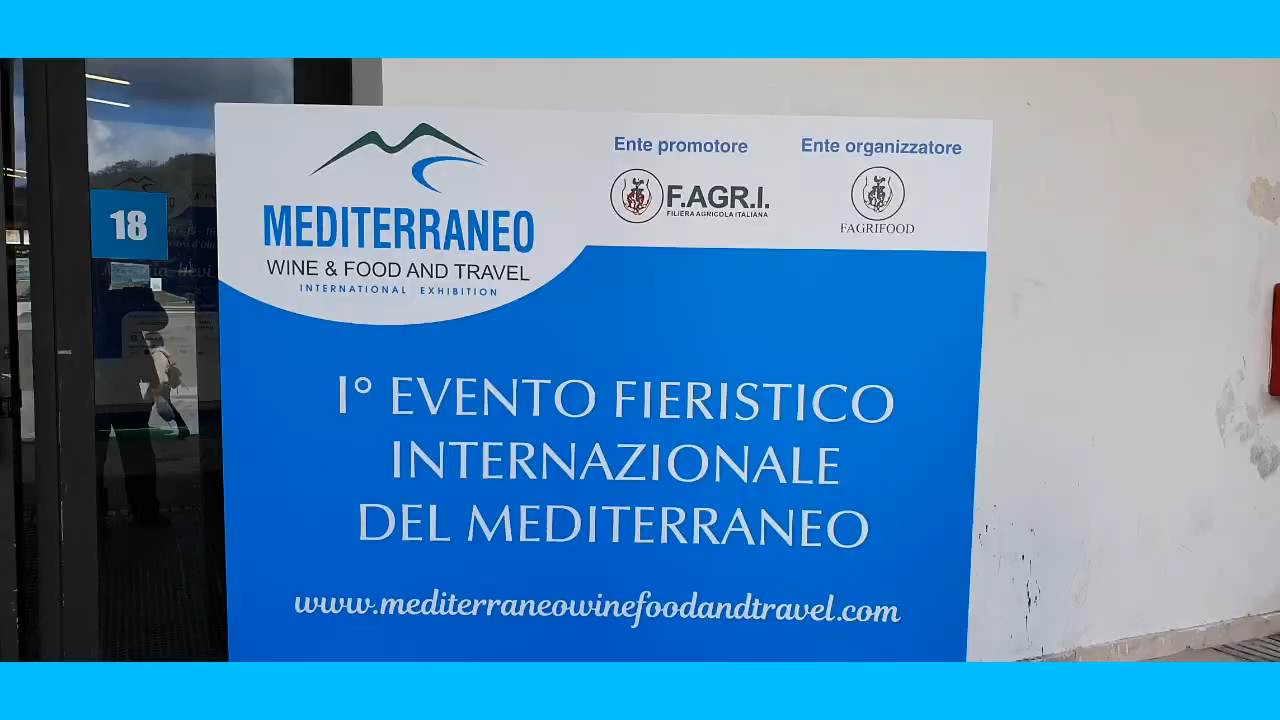 18
MEDITERRANEO
WINE & FOOD AND TRAVEL
INTERNATIONAL EXHIBITION
Ente promotore
F.AGR.I.
FILIERA AGRICOLA ITALIANA
Ente organizzatore
FAGRIFOOD
I° EVENTO FIERISTICO
INTERNAZIONALE
DEL MEDITERRANEO
www.mediterraneowinefoodandtravel.com